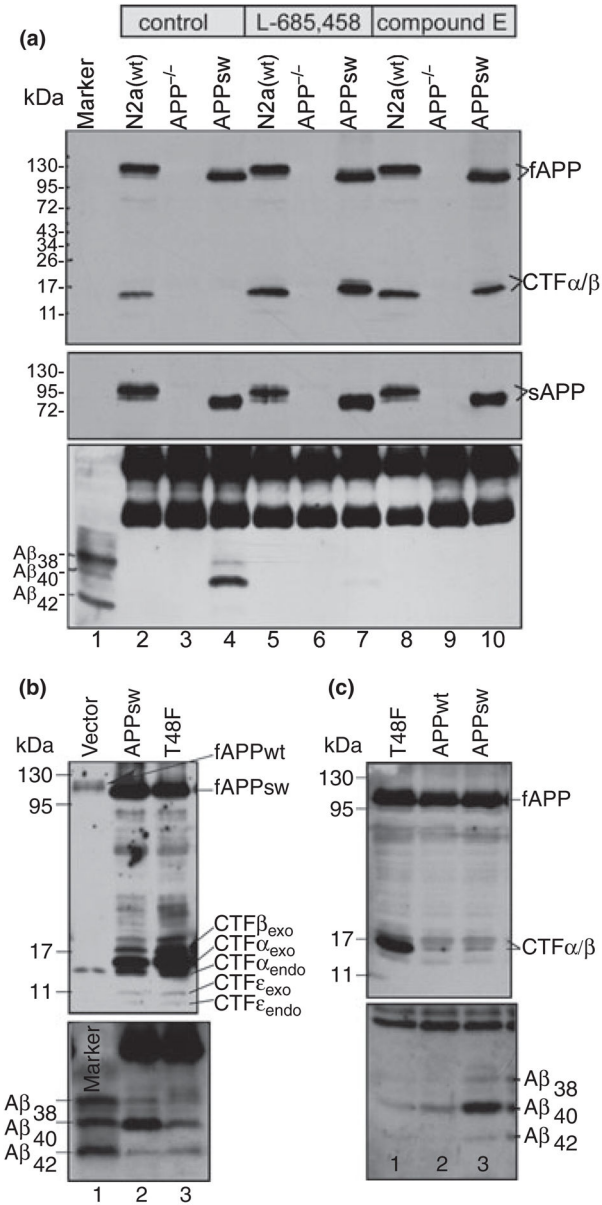 (a)
control L-685,458 compound E
kDa Marker N2a(wt) APP-/- APPsw N2a(wt) APP-/- APPsw N2a(wt) APP-/- APPsw
130-
95-
72-
43-
34-
26-
17-
11-
fAPP
CTFα/β
130-
95-
72-
sAPP
Aβ38
Aβ40
Aβ42
1 2 3 4 5 6 7 8 9 10
(b)
kDa Vector APPsw T48F
fAPPwt
130
fAPPsw
95
CTFβexo
17
CTFαexo
CTFαendo
11
CTFεexo
CTFεendo
Marker
Aβ38
Aβ40
Aβ42
1 2 3
(c)
kDa T48F APPwt APPsw
130
95
fAPP
17
CTFα/β
11
Aβ38
Aβ40
Aβ42
1 2 3